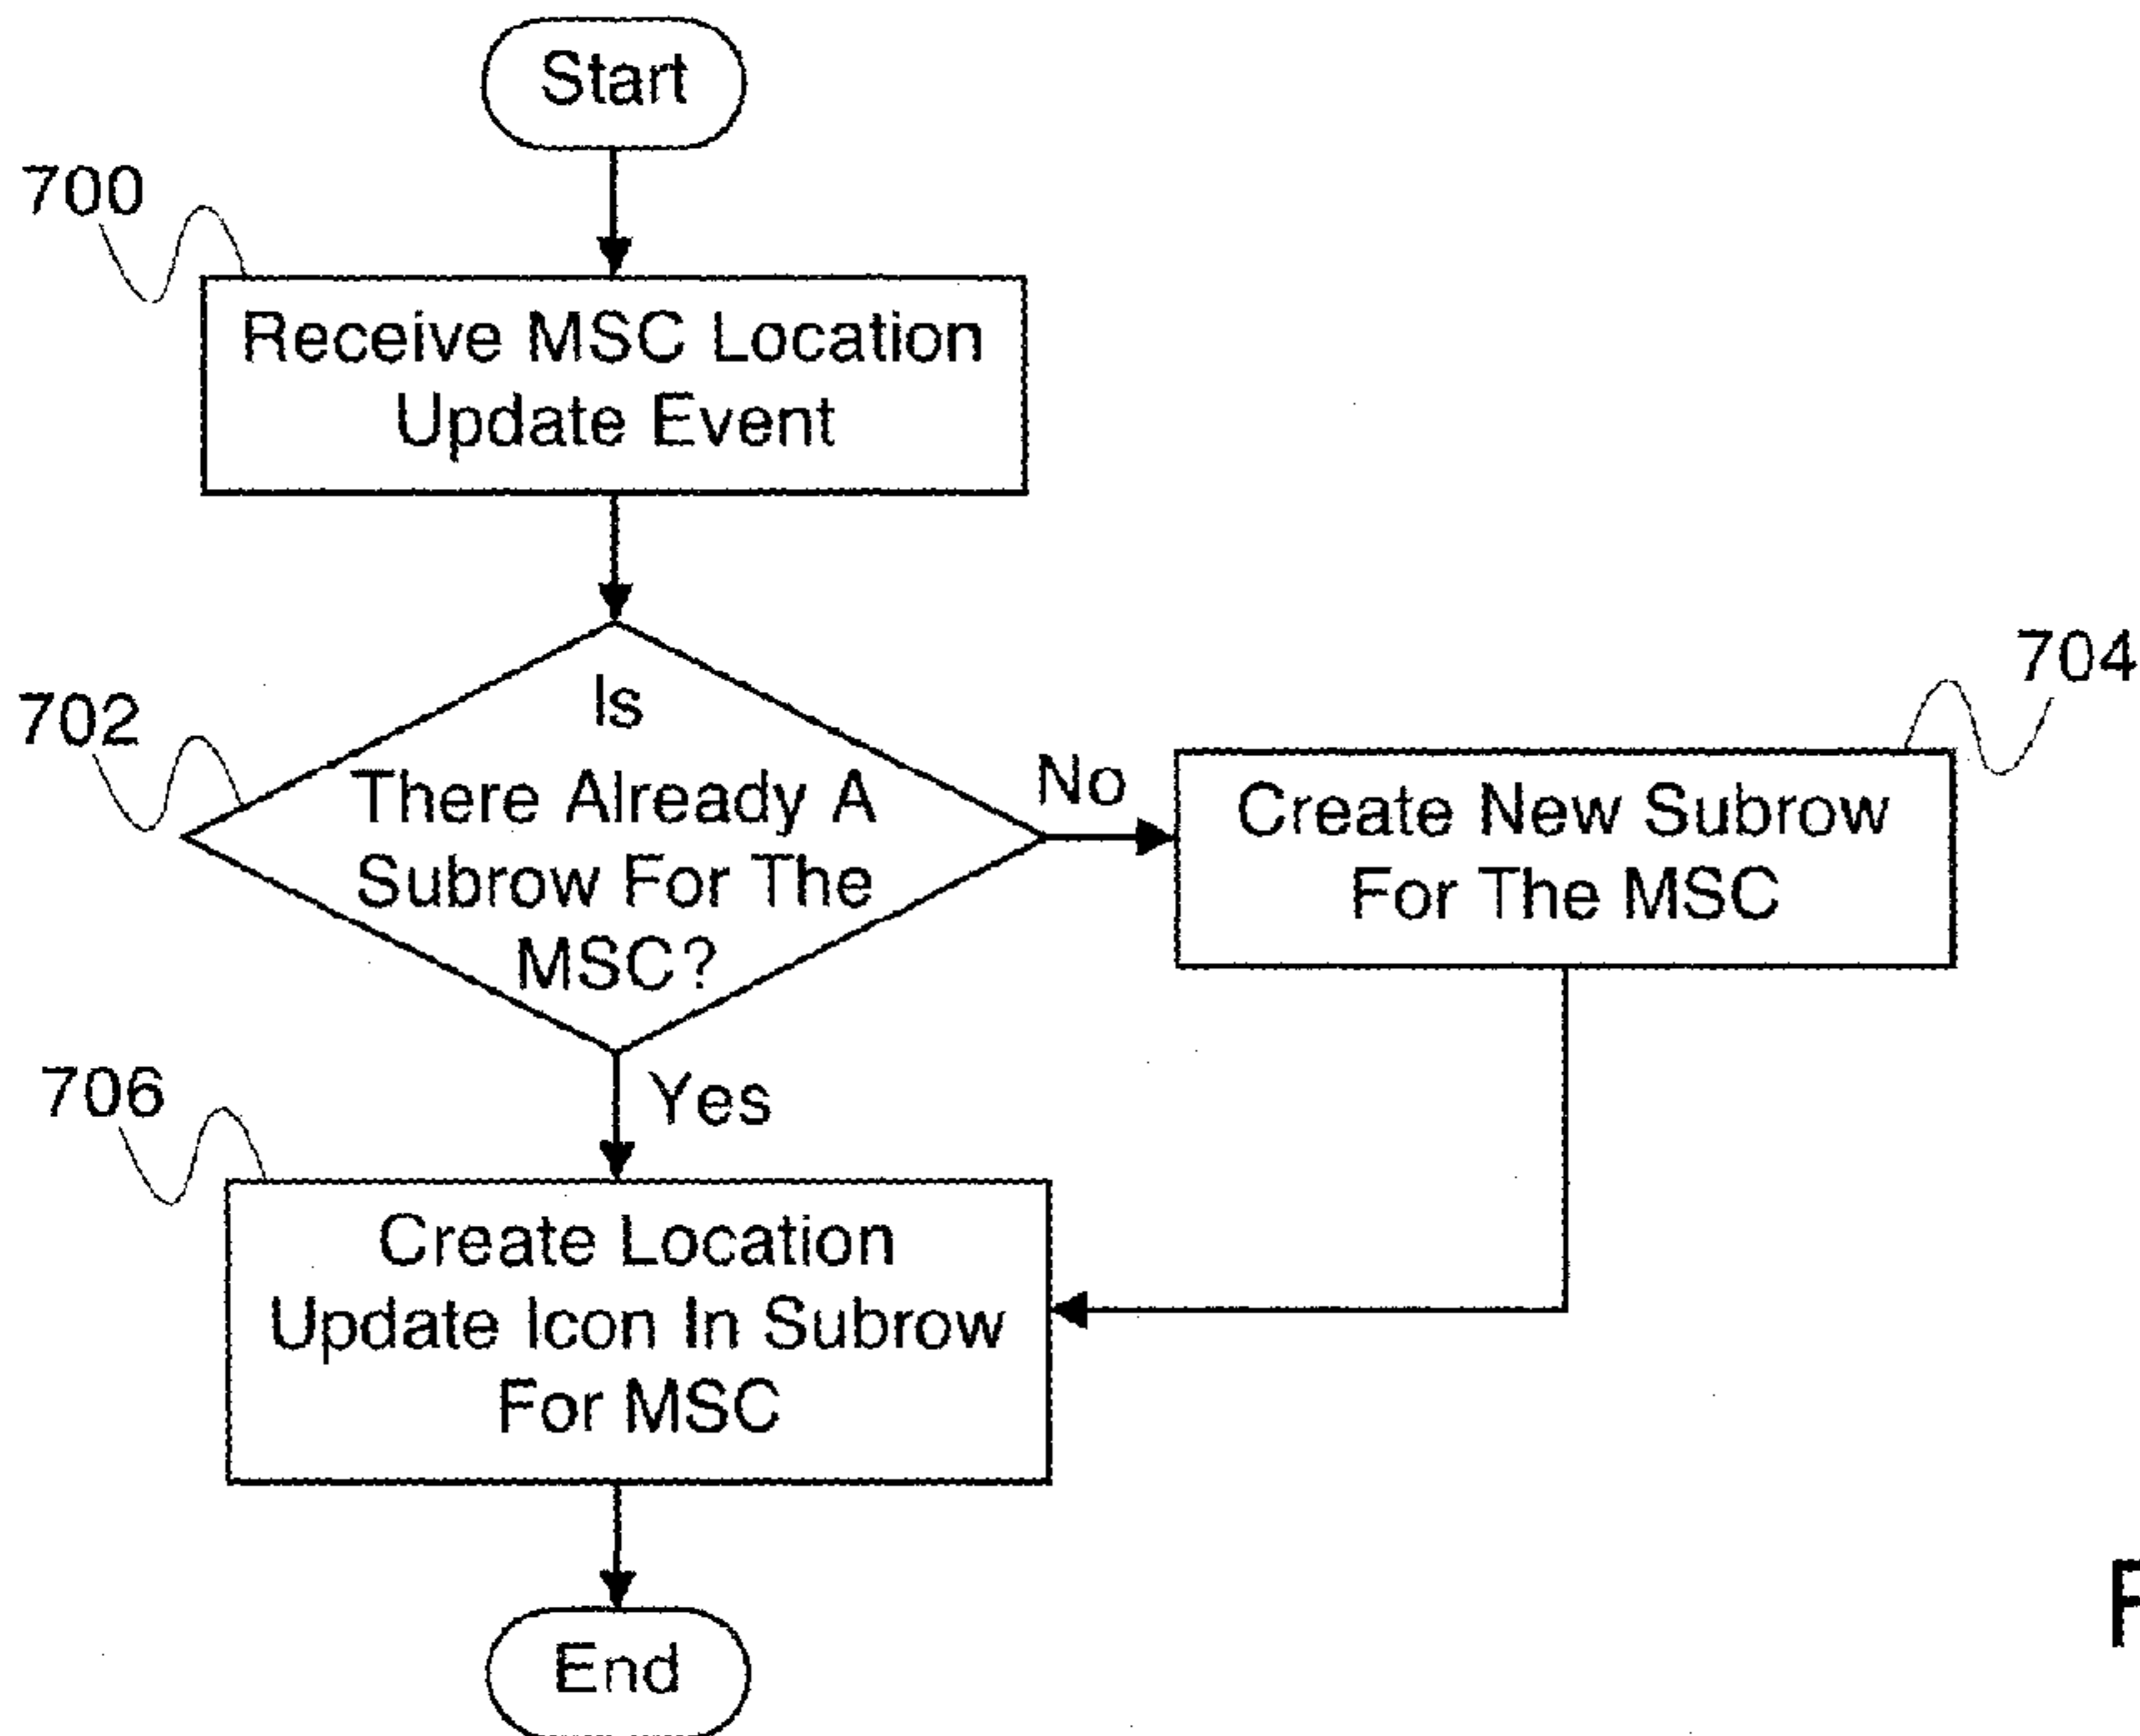 Start
700
Receive MSC Location
Update Event
702
Is
There Already A
Subrow For The
MSC?
No
704
Create New Subrow
For The MSC
Yes
706
Create Location
Update Icon In Subrow
For MSC
End